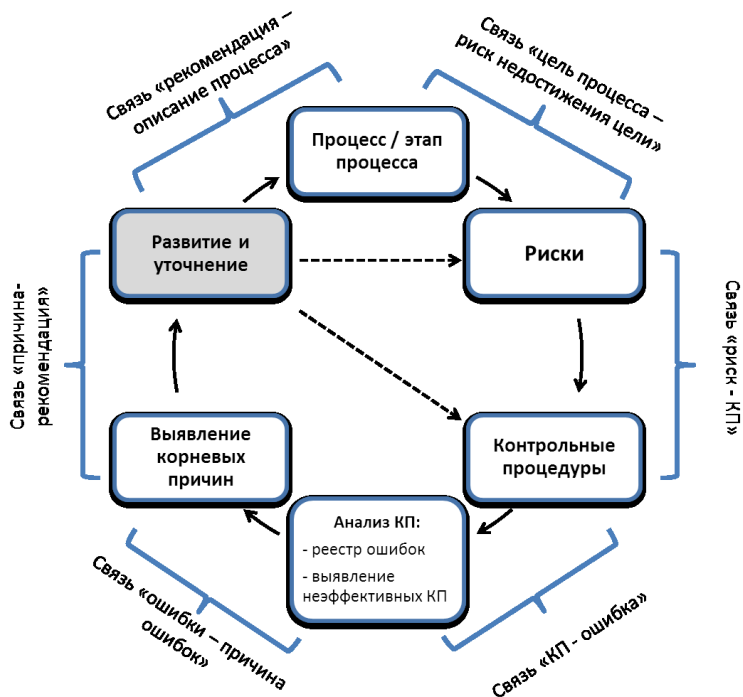 Связь «рекомендация –
описание процесса»
Связь «цель процесса –
риск недостижения цели»
Процесс / этап
процесса
Развитие и
уточнение
Риски
Связь «причина-
рекомендация»
Связь «риск - КП»
Выявление
корневых
причин
Контрольные
процедуры
Анализ КП:
- реестр ошибок
- выявление
неэффективных КП
Связь «ошибки – причина
ошибок»
Связь «КП - ошибка»